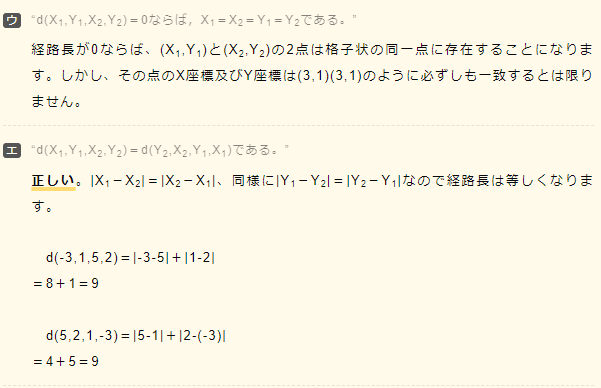 ウ “d(X₁,Y₁,X₂,Y₂)=0ならば，X₁=X₂=Y₁=Y₂である。”
経路長が0ならば、(X₁,Y₁)と(X₂,Y₂)の2点は格子状の同一点に存在することになりま
す。しかし、その点のX座標及びY座標は(3,1)(3,1)のように必ずしも一致するとは限り
ません。
エ “d(X₁,Y₁,X₂,Y₂)=d(Y₂,X₂,Y₁,X₁)である。”
正しい。|X₁−X₂|=|X₂−X₁|、同様に|Y₁−Y₂|=|Y₂−Y₁|なので経路長は等しくなりま
す。
d(-3,1,5,2)=|-3-5|+|1-2|
=8+1=9
d(5,2,1,-3)=|5-1|+|2-(-3)|
=4+5=9